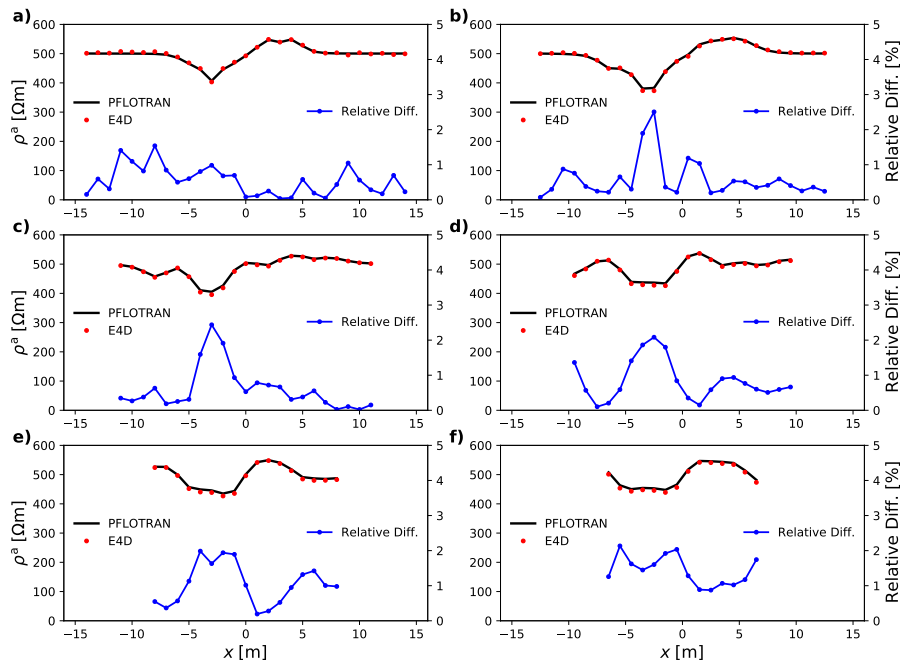 a)
600
500
400
300
200
100
0
ρᵃ [Ωm]
PFLOTRAN
E4D
Relative Diff.
5
4
3
2
1
0
−15 −10 −5 0 5 10 15
b)
600
500
400
300
200
100
0
PFLOTRAN
E4D
Relative Diff.
5
4
3
2
1
0
Relative Diff. [%]
−15 −10 −5 0 5 10 15
c)
600
500
400
300
200
100
0
ρᵃ [Ωm]
PFLOTRAN
E4D
Relative Diff.
5
4
3
2
1
0
−15 −10 −5 0 5 10 15
d)
600
500
400
300
200
100
0
PFLOTRAN
E4D
Relative Diff.
5
4
3
2
1
0
Relative Diff. [%]
−15 −10 −5 0 5 10 15
e)
600
500
400
300
200
100
0
ρᵃ [Ωm]
PFLOTRAN
E4D
Relative Diff.
5
4
3
2
1
0
−15 −10 −5 0 5 10 15
x [m]
f)
600
500
400
300
200
100
0
PFLOTRAN
E4D
Relative Diff.
5
4
3
2
1
0
Relative Diff. [%]
−15 −10 −5 0 5 10 15
x [m]